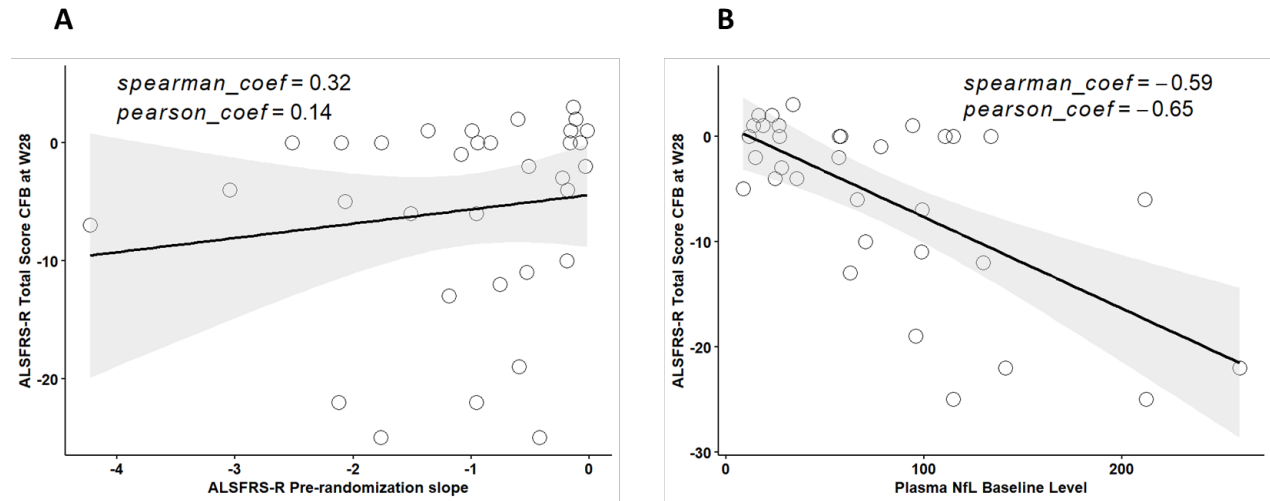 A
spearman_coef = 0.32
pearson_coef = 0.14
ALSFRS-R Total Score CFB at W28
0
-10
-20
-4 -3 -2 -1 0
ALSFRS-R Pre-randomization slope
B
spearman_coef = −0.59
pearson_coef = −0.65
ALSFRS-R Total Score CFB at W28
0
-10
-20
-30
0 100 200
Plasma NfL Baseline Level